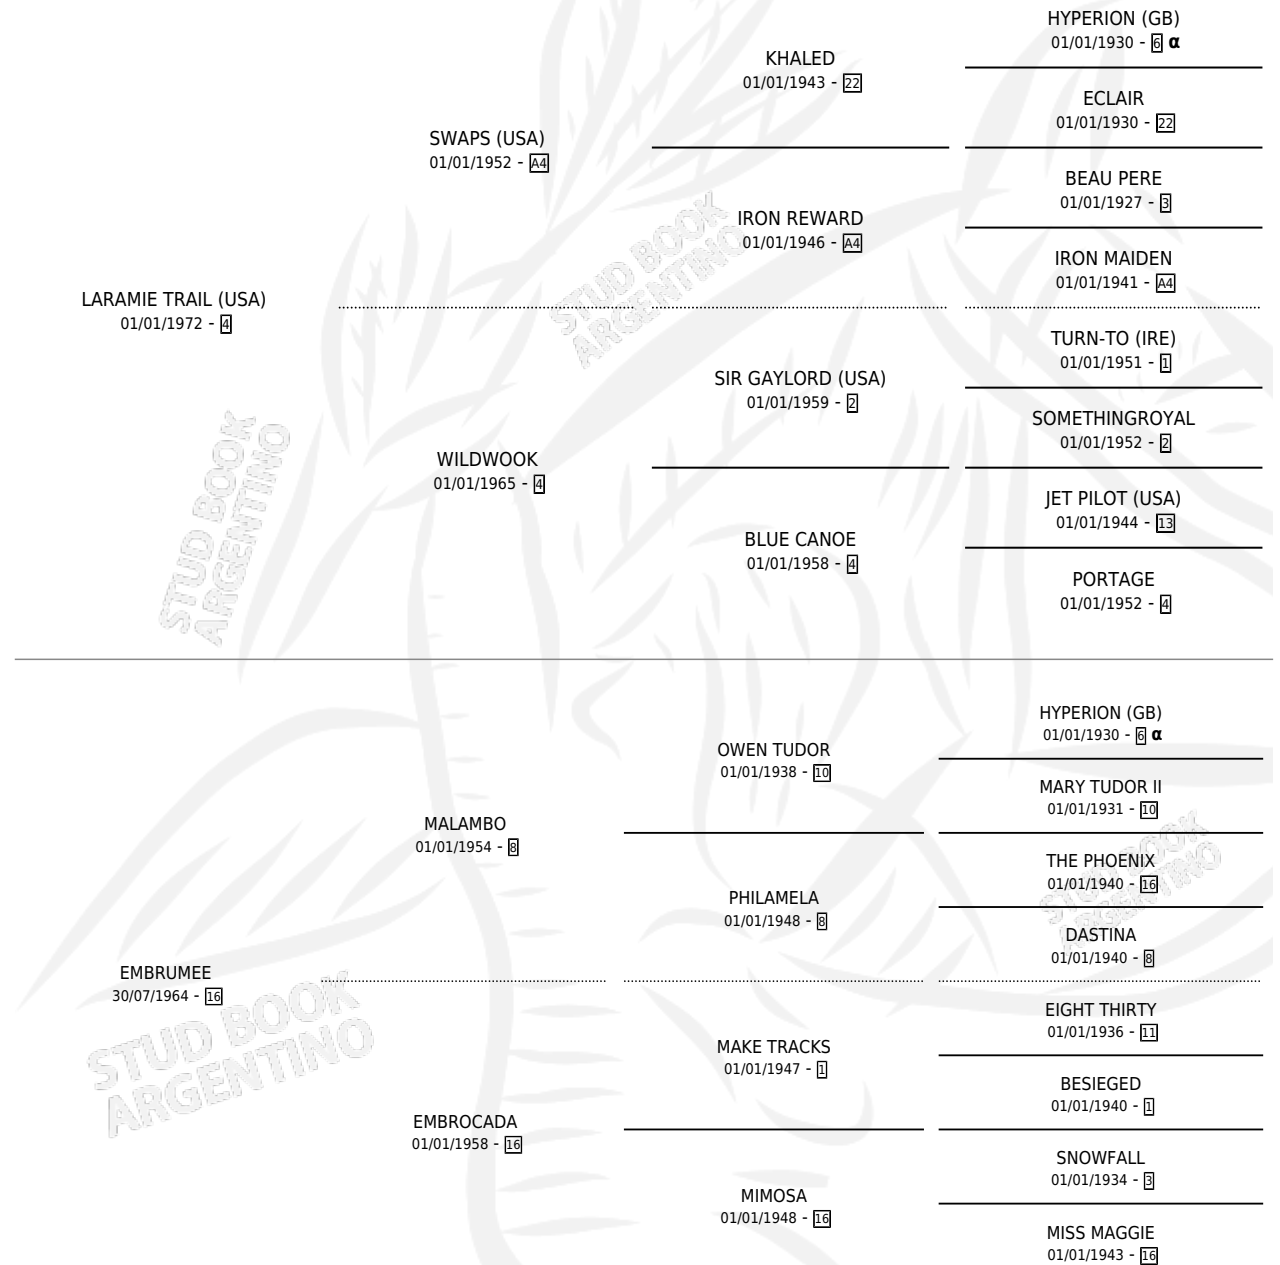 HYPERION (GB)
01/01/1930 - 6 α
KHALED
01/01/1943 - 22
ECLAIR
01/01/1930 - 22
SWAPS (USA)
01/01/1952 - A4
BEAU PERE
01/01/1927 - 3
IRON REWARD
01/01/1946 - A4
IRON MAIDEN
01/01/1941 - A4
LARAMIE TRAIL (USA)
01/01/1972 - 4
TURN-TO (IRE)
01/01/1951 - 1
SIR GAYLORD (USA)
01/01/1959 - 2
SOMETHINGROYAL
01/01/1952 - 2
WILDWOOK
01/01/1965 - 4
JET PILOT (USA)
01/01/1944 - 13
BLUE CANOE
01/01/1958 - 4
PORTAGE
01/01/1952 - 4
HYPERION (GB)
01/01/1930 - 6 α
OWEN TUDOR
01/01/1938 - 10
MARY TUDOR II
01/01/1931 - 10
MALAMBO
01/01/1954 - 8
THE PHOENIX
01/01/1940 - 16
PHILAMELA
01/01/1948 - 8
DASTINA
01/01/1940 - 8
EMBRUMEE
30/07/1964 - 16
EIGHT THIRTY
01/01/1936 - 11
MAKE TRACKS
01/01/1947 - 1
BESIEGED
01/01/1940 - 1
EMBROCADA
01/01/1958 - 16
SNOWFALL
01/01/1934 - 3
MIMOSA
01/01/1948 - 16
MISS MAGGIE
01/01/1943 - 16
STUD BOOK
ARGENTINO
STUD BOOK
ARGENTINO
STUD BOOK
ARGENTINO
STUD BOOK
ARGENTINO